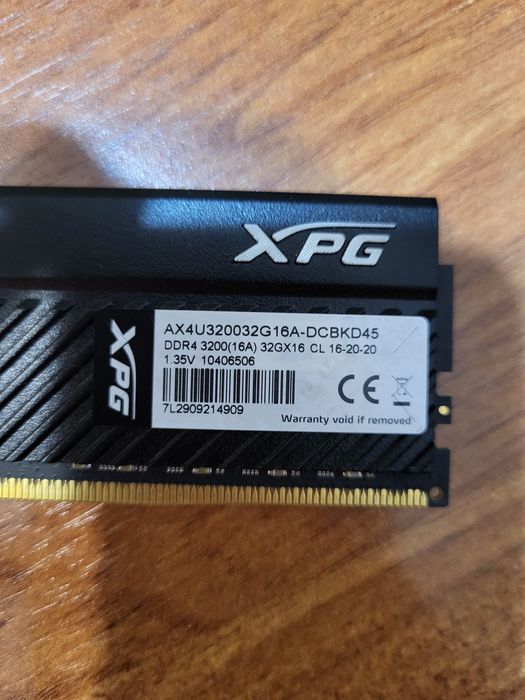 XPG
XPG
AX4U320032G16A-DCBKD45
DDR4 3200(16A) 32GX16 CL 16-20-20
1.35V 10406506
7L2909214909
CE
Warranty void if removed